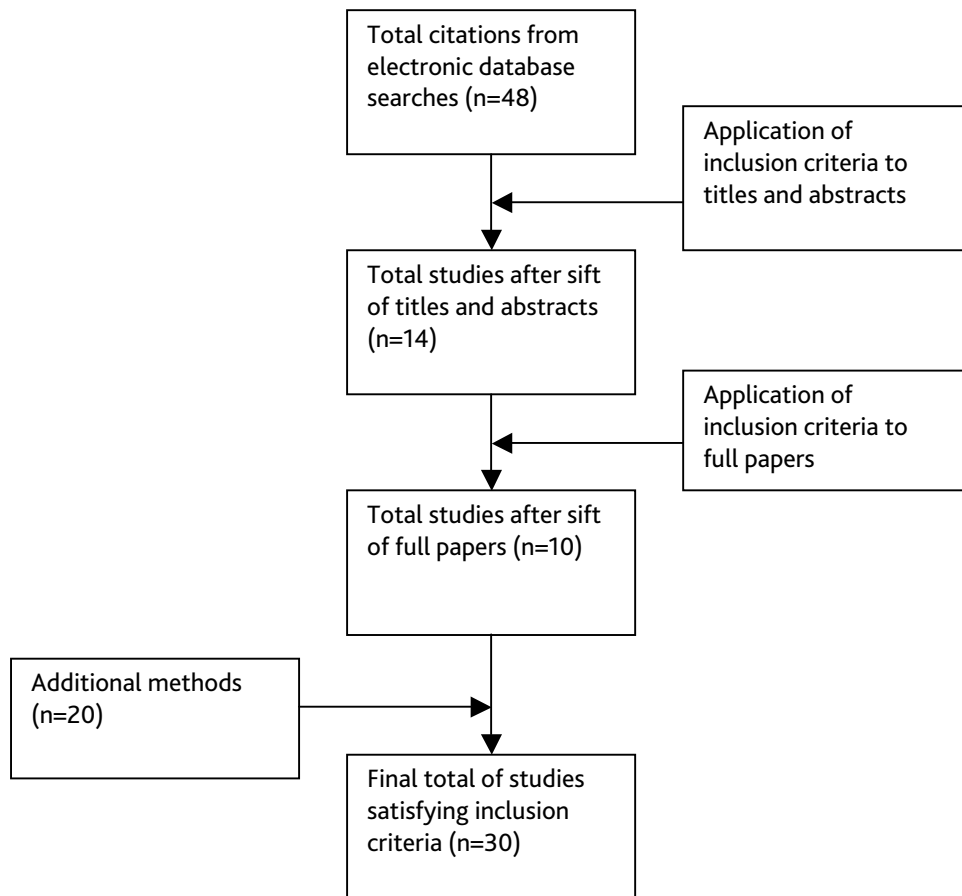 Total citations from
electronic database
searches (n=48)
Application of
inclusion criteria to
titles and abstracts
Total studies after sift
of titles and abstracts
(n=14)
Application of
inclusion criteria to
full papers
Total studies after sift
of full papers (n=10)
Additional methods
(n=20)
Final total of studies
satisfying inclusion
criteria (n=30)